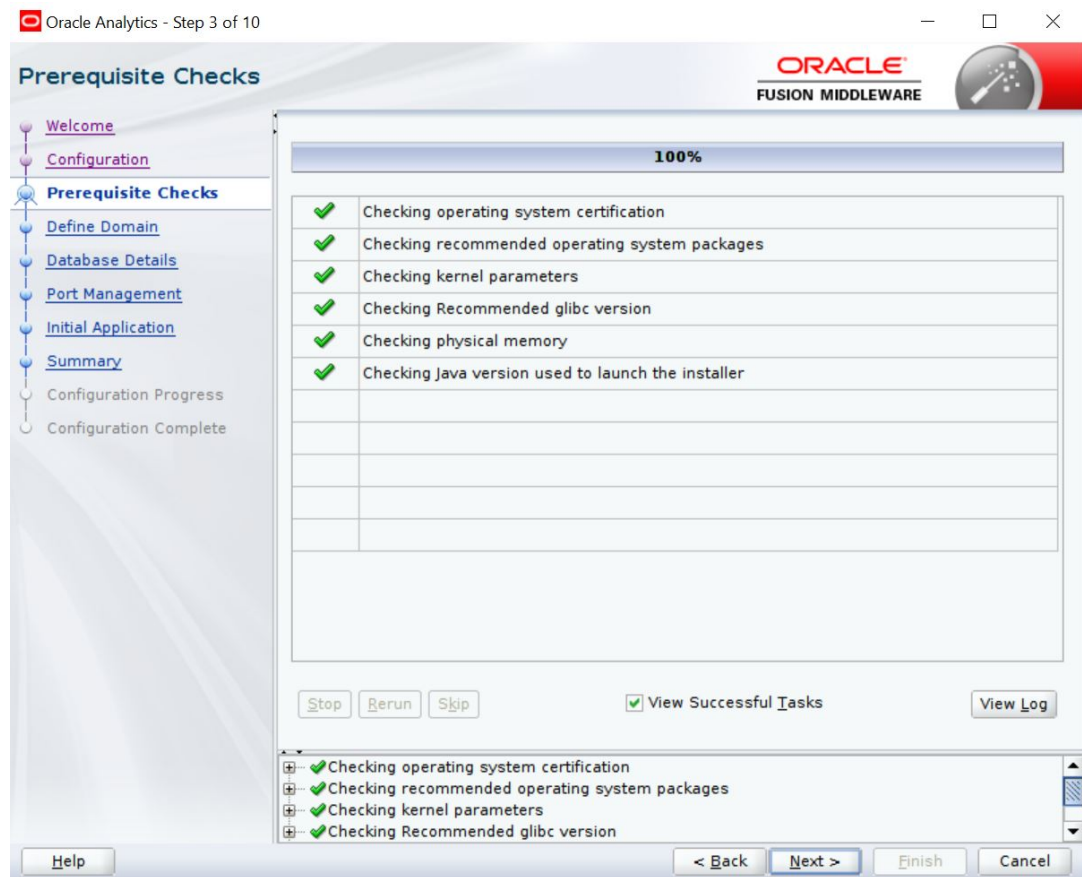 Oracle Analytics - Step 3 of 10
Prerequisite Checks
ORACLE
FUSION MIDDLEWARE
Welcome
Configuration
Prerequisite Checks
Define Domain
Database Details
Port Management
Initial Application
Summary
Configuration Progress
Configuration Complete
100%
Checking operating system certification
Checking recommended operating system packages
Checking kernel parameters
Checking Recommended glibc version
Checking physical memory
Checking Java version used to launch the installer
Stop Rerun Skip View Successful Tasks View Log
Checking operating system certification
Checking recommended operating system packages
Checking kernel parameters
Checking Recommended glibc version
Help < Back Next > Finish Cancel